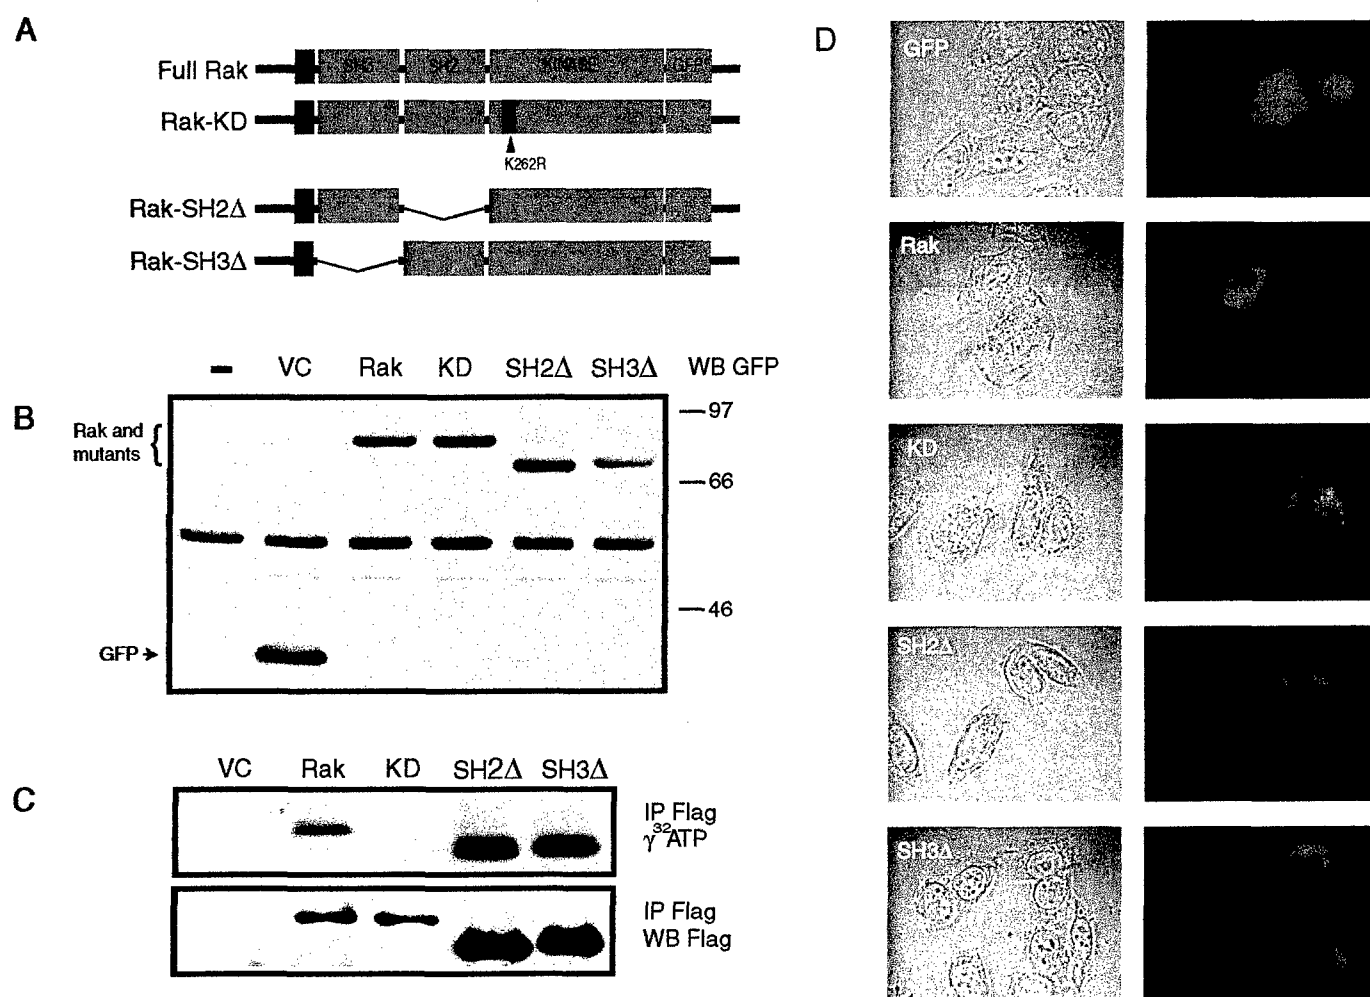 A
Full Rak
SH3 SH2 KINASE GFP
Rak-KD
K262R
Rak-SH2Δ
Rak-SH3Δ
B
– VC Rak KD SH2Δ SH3Δ WB GFP
Rak and
mutants
97
66
46
GFP
C
VC Rak KD SH2Δ SH3Δ
IP Flag
γ³²ATP
IP Flag
WB Flag
D
GFP
Rak
KD
SH2Δ
SH3Δ